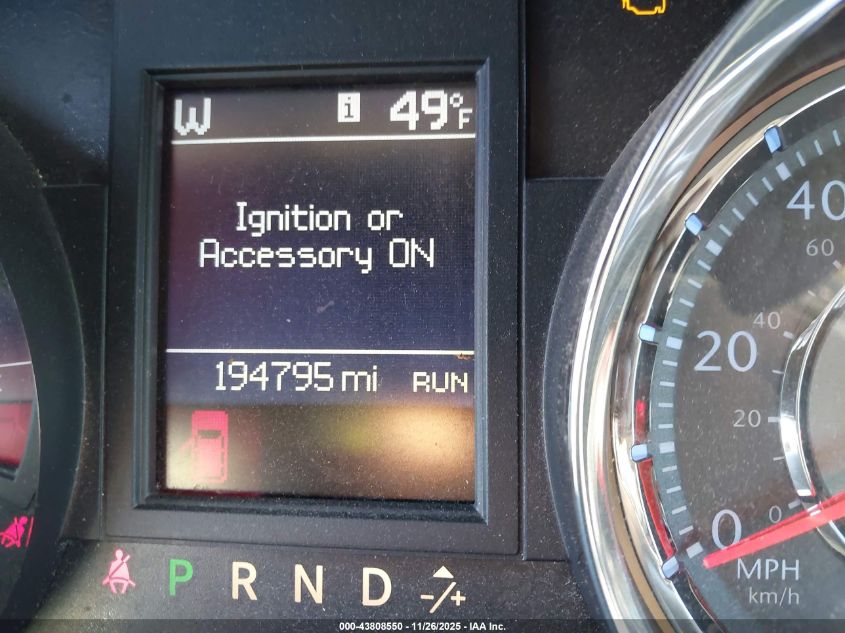 W i 49°F
Ignition or
Accessory ON
194795 mi RUN
40
60
40
20
20
0
0
MPH
km/h
P R N D -/+
000-43808550 - 11/26/2025 - IAA Inc.